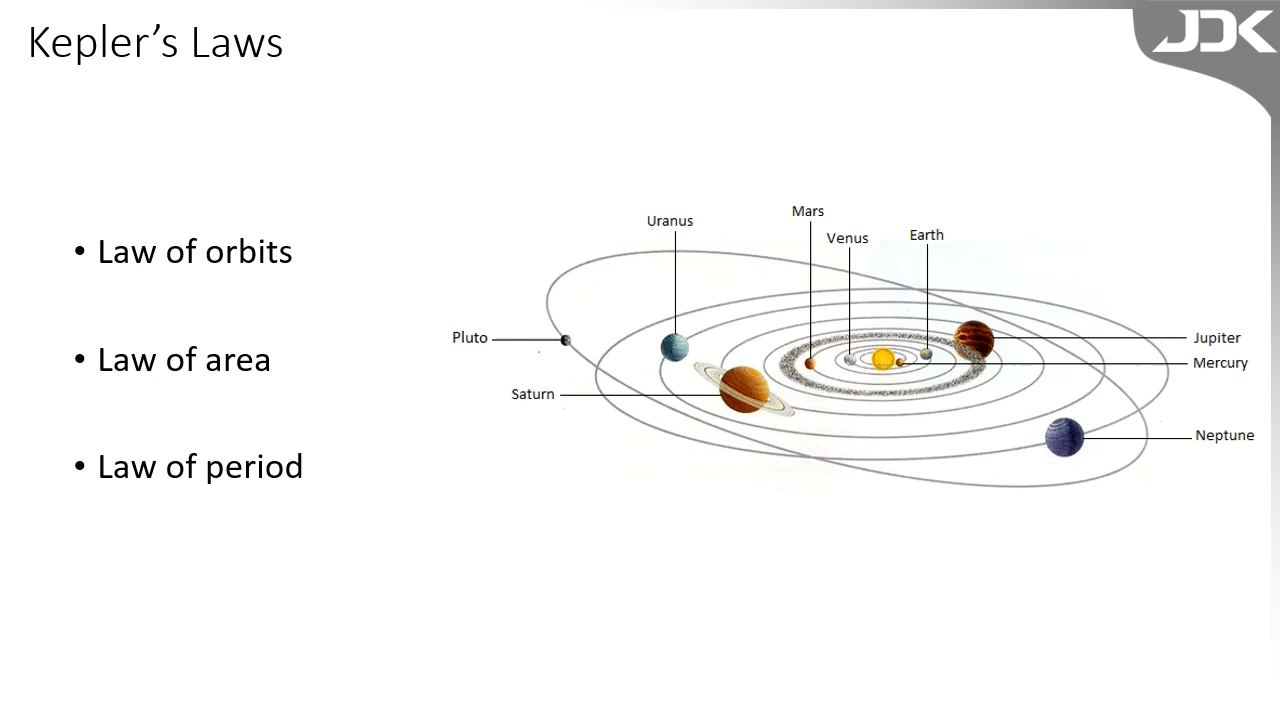 Kepler’s Laws
JDK
• Law of orbits
• Law of area
• Law of period
Mars
Uranus
Venus
Earth
Pluto
Jupiter
Mercury
Saturn
Neptune